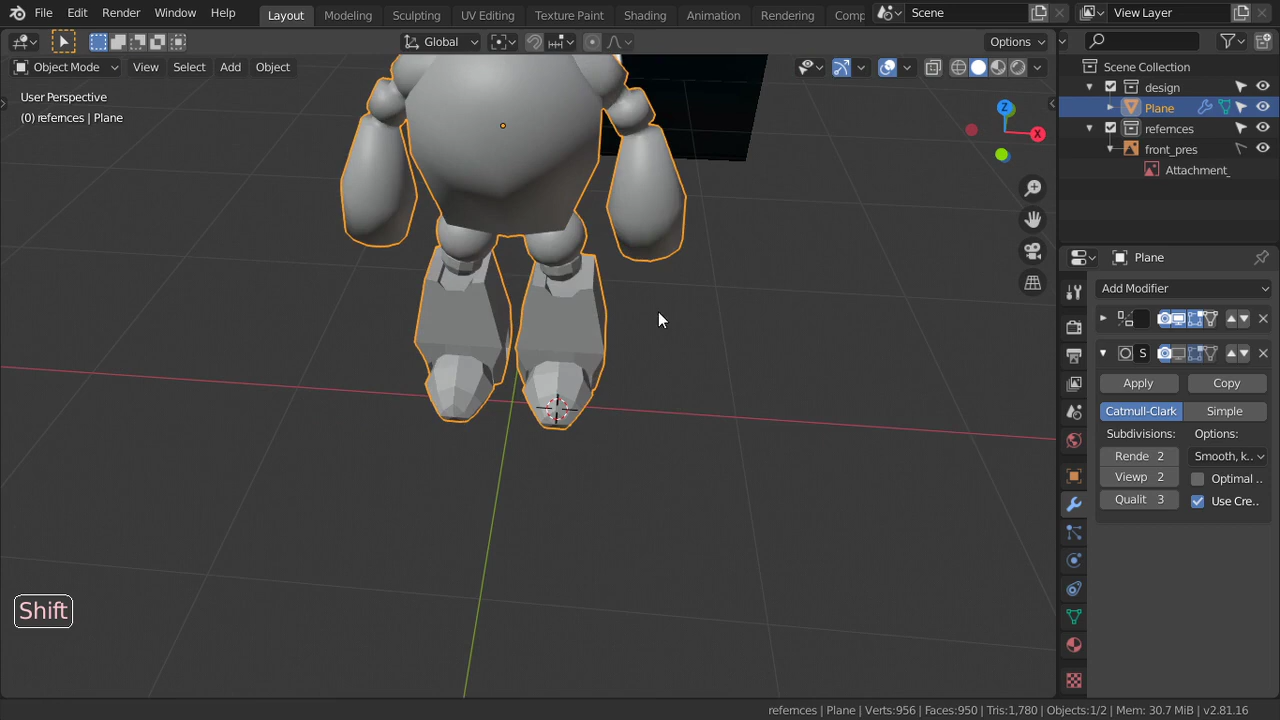 File Edit Render Window Help Layout Modeling Sculpting UV Editing Texture Paint Shading Animation Rendering Comp Scene View Layer
Global Options
Object Mode View Select Add Object
User Perspective
(0) refernces | Plane
Z
X
Shift
Scene Collection
design
Plane
refernces
front_pres
Attachment_
Plane
Add Modifier
S
Apply Copy
Catmull-Clark Simple
Subdivisions: Options:
Rende 2 Smooth, k..
Viewp 2 Optimal ..
Qualit 3 Use Cre..
refernces | Plane | Verts:956 | Faces:950 | Tris:1,780 | Objects:1/2 | Mem: 30.7 MiB | v2.81.16